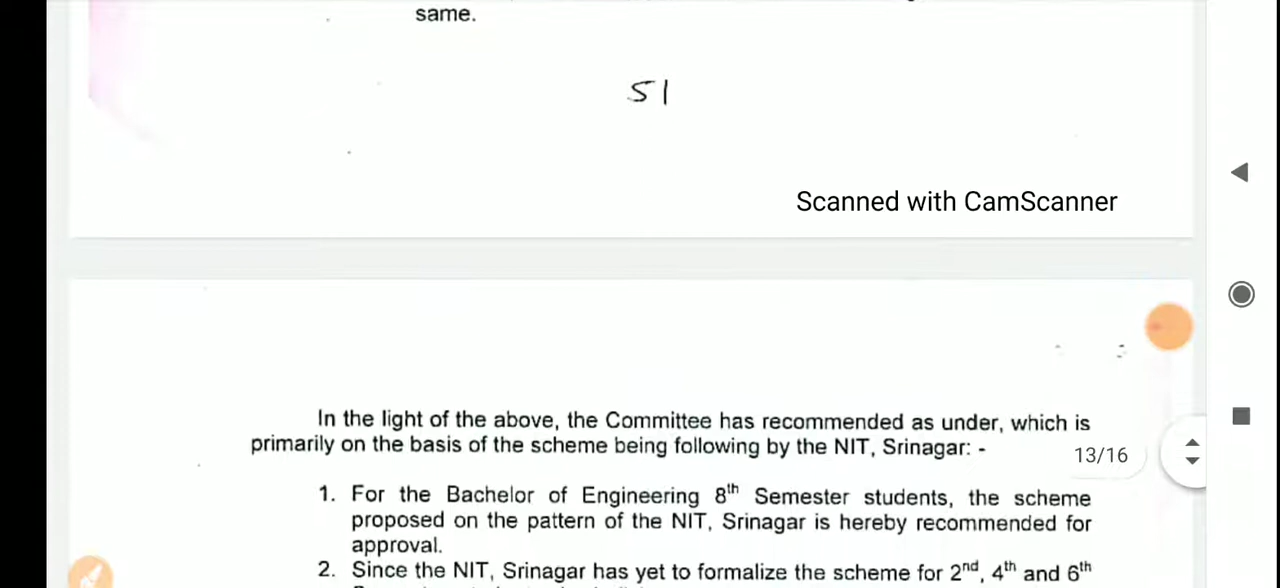 same.
51
Scanned with CamScanner
In the light of the above, the Committee has recommended as under, which is
primarily on the basis of the scheme being following by the NIT, Srinagar: -
13/16
1. For the Bachelor of Engineering 8th Semester students, the scheme
proposed on the pattern of the NIT, Srinagar is hereby recommended for
approval.
2. Since the NIT, Srinagar has yet to formalize the scheme for 2nd, 4th and 6th